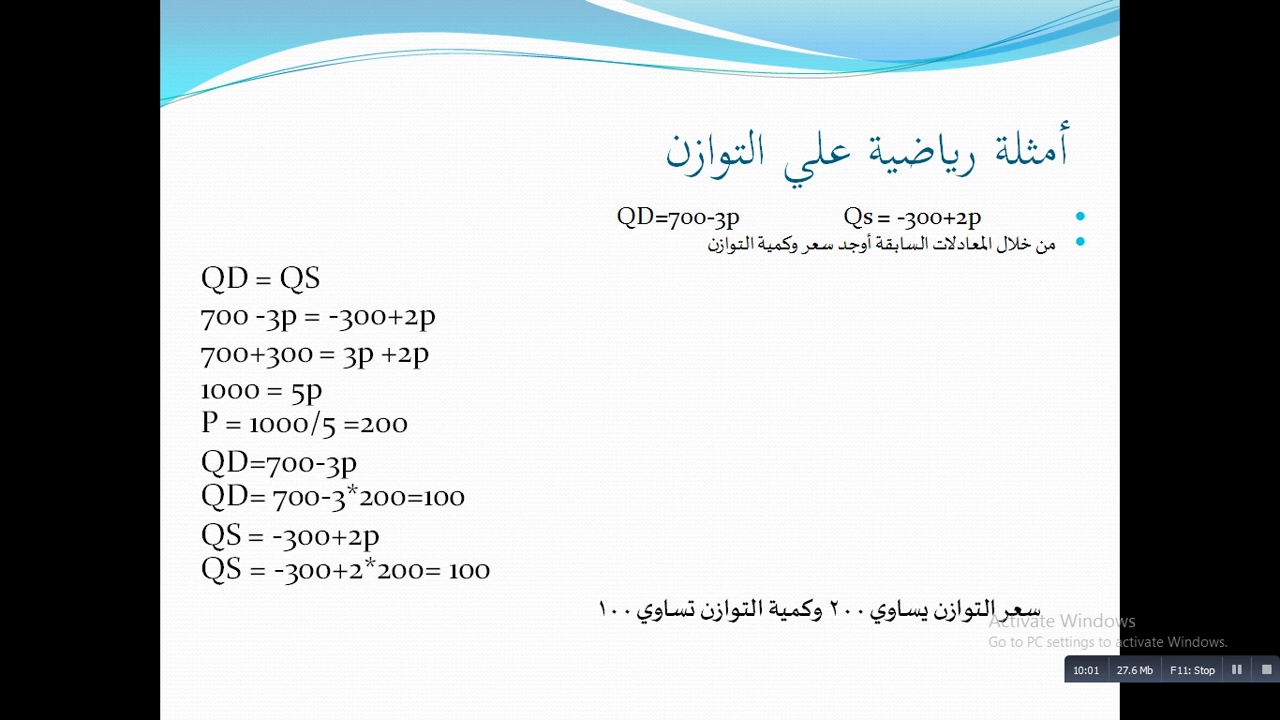 أمثلة رياضية علي التوازن
QD=700-3p Qs = -300+2p
من خلال المعادلات السابقة أوجد سعر وكمية التوازن
QD = QS
700 -3p = -300+2p
700+300 = 3p +2p
1000 = 5p
P = 1000/5 =200
QD=700-3p
QD= 700-3*200=100
QS = -300+2p
QS = -300+2*200= 100
سعر التوازن يساوي ٢٠٠ وكمية التوازن تساوي ١٠٠
Activate Windows
Go to PC settings to activate Windows.
10:01 27.6 Mb F11: Stop